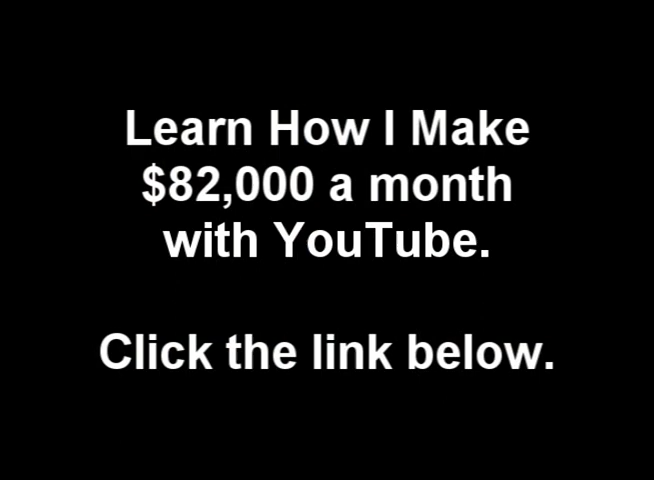 Learn How I Make
$82,000 a month
with YouTube.
Click the link below.